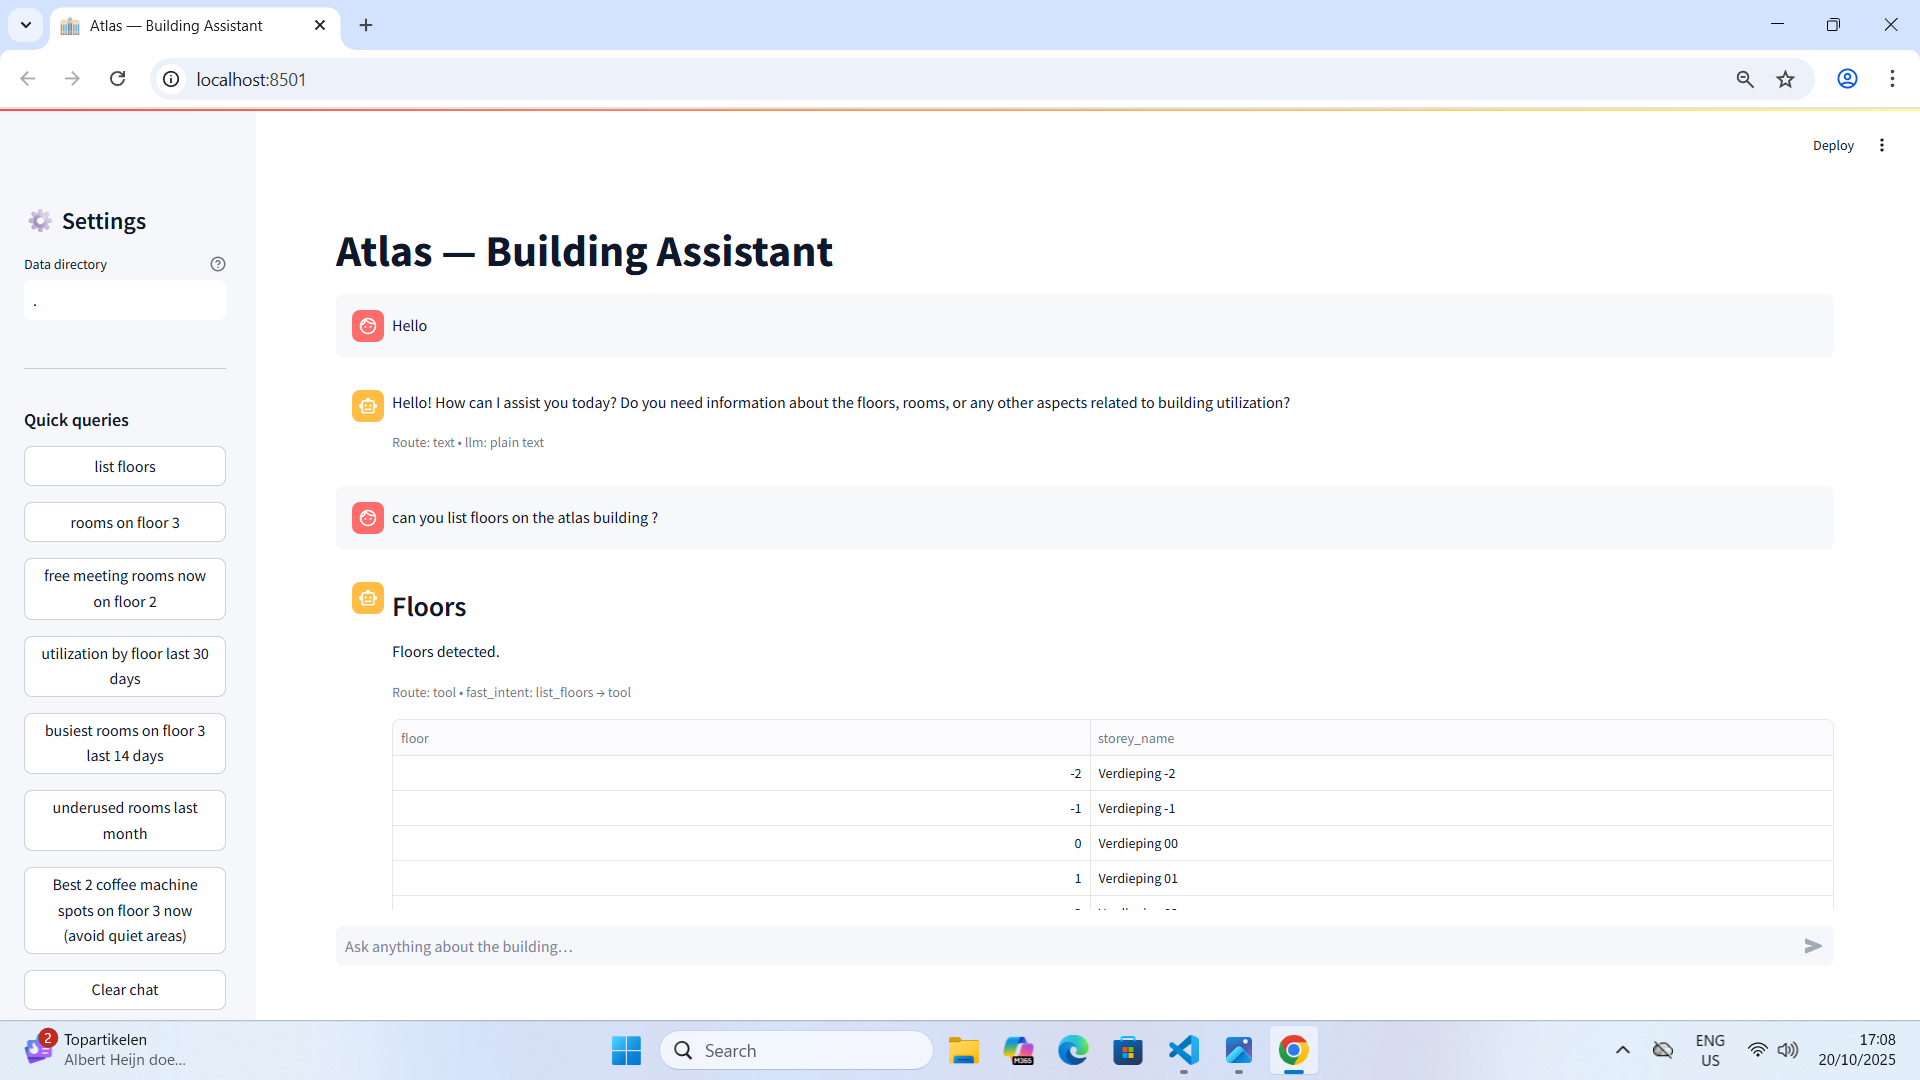 Atlas — Building Assistant
localhost:8501
Deploy
Settings
Data directory
.
Quick queries
list floors
rooms on floor 3
free meeting rooms now
on floor 2
utilization by floor last 30
days
busiest rooms on floor 3
last 14 days
underused rooms last
month
Best 2 coffee machine
spots on floor 3 now
(avoid quiet areas)
Clear chat
Atlas — Building Assistant
Hello
Hello! How can I assist you today? Do you need information about the floors, rooms, or any other aspects related to building utilization?
Route: text • llm: plain text
can you list floors on the atlas building ?
Floors
Floors detected.
Route: tool • fast_intent: list_floors → tool
floor storey_name
-2 Verdieping -2
-1 Verdieping -1
0 Verdieping 00
1 Verdieping 01
Ask anything about the building…
2
Topartikelen
Albert Heijn doe...
Search
M365
ENG
US
17:08
20/10/2025